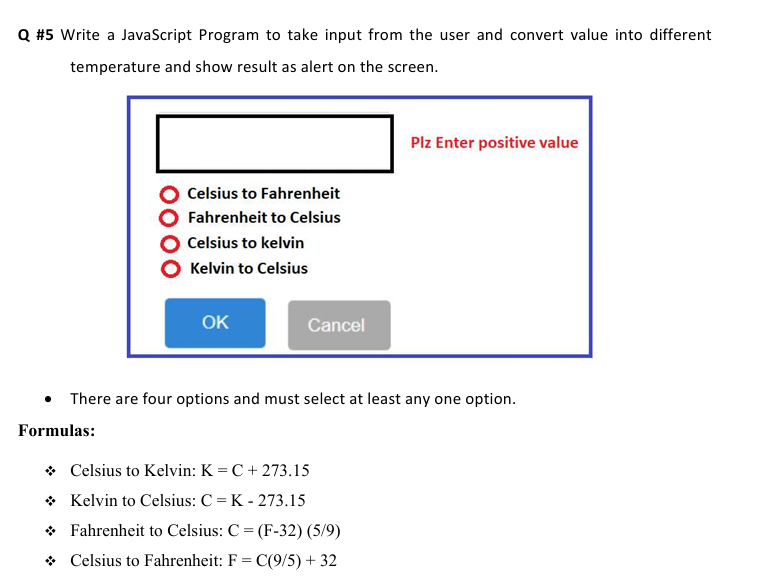 Q #5 Write a JavaScript Program to take input from the user and convert value into different
temperature and show result as alert on the screen.
Plz Enter positive value
Celsius to Fahrenheit
Fahrenheit to Celsius
Celsius to kelvin
Kelvin to Celsius
OK
Cancel
• There are four options and must select at least any one option.
Formulas:
❖ Celsius to Kelvin: K = C + 273.15
❖ Kelvin to Celsius: C = K - 273.15
❖ Fahrenheit to Celsius: C = (F-32) (5/9)
❖ Celsius to Fahrenheit: F = C(9/5) + 32